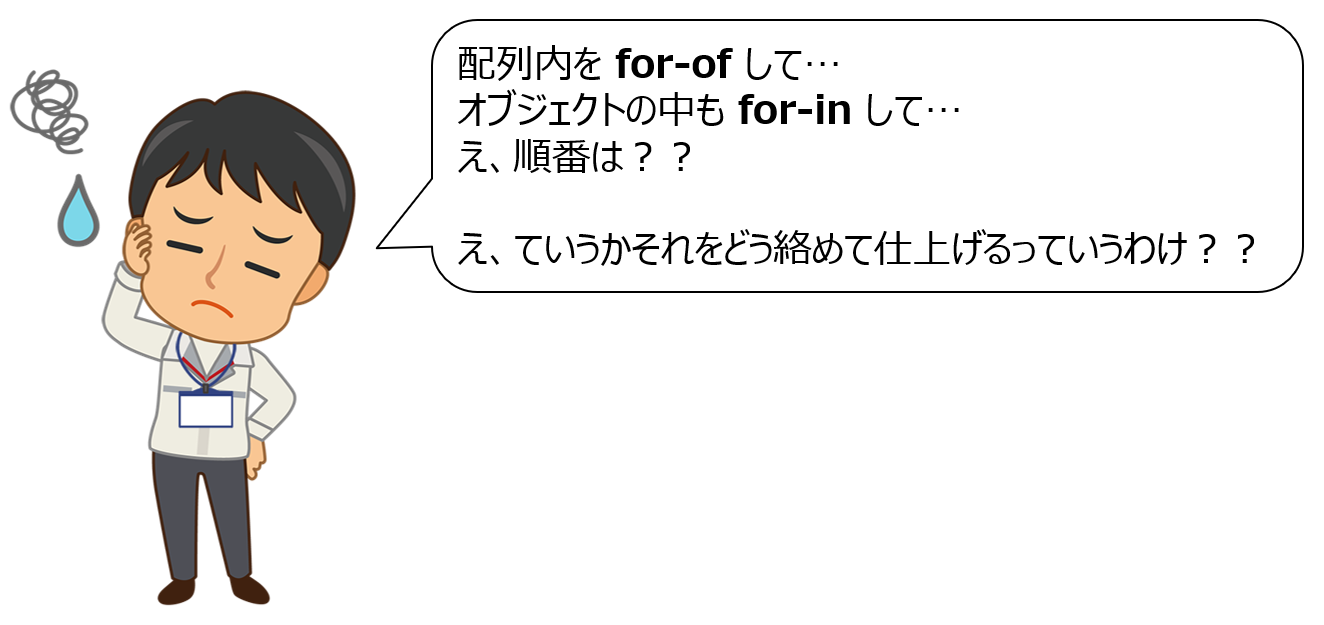 配列内を for-of して…
オブジェクトの中も for-in して…
え、順番は？？
え、ていうかそれをどう絡めて仕上げるっていうわけ？？